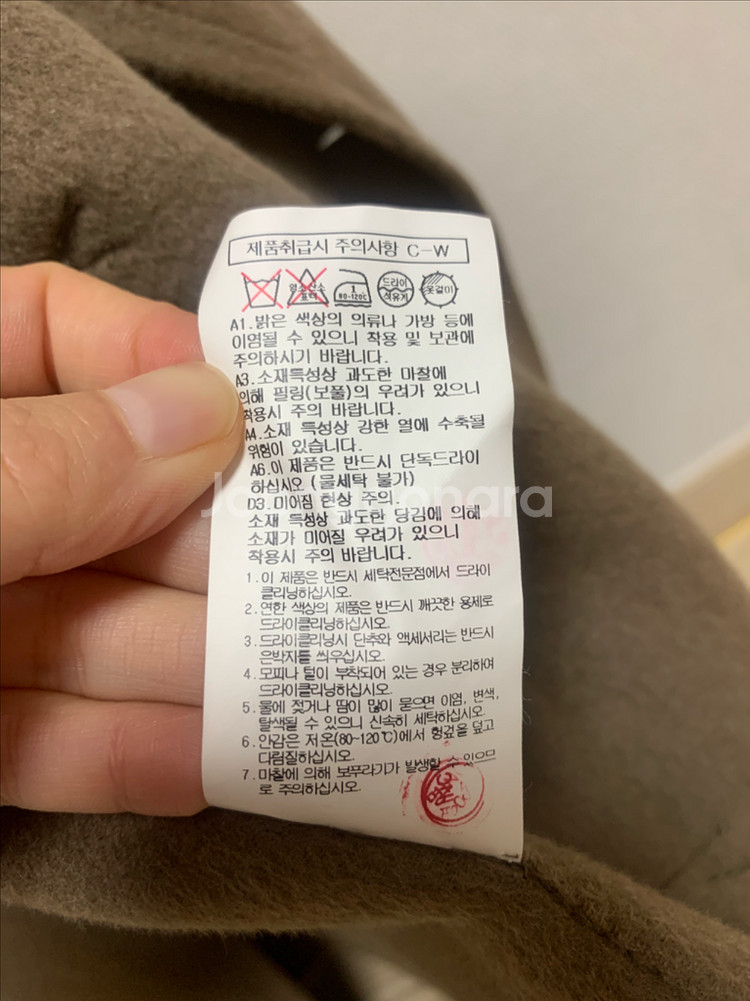 제품취급시 주의사항 C-W
염소산소
표백
1
80-120℃
드라이
석유계
옷걸이
A1.밝은 색상의 의류나 가방 등에
이염될 수 있으니 착용 및 보관에
주의하시기 바랍니다.
A3.소재특성상 과도한 마찰에
의해 필링(보풀)의 우려가 있으니
착용시 주의 바랍니다.
A4.소재 특성상 강한 열에 수축될
위험이 있습니다.
A6.이 제품은 반드시 단독드라이
하십시오(물세탁 불가)
D3.미어짐 현상 주의.
소재 특성상 과도한 당김에 의해
소재가 미어질 우려가 있으니
착용시 주의 바랍니다.
1.이 제품은 반드시 세탁전문점에서 드라이
클리닝하십시오.
2.연한 색상의 제품은 반드시 깨끗한 용제로
드라이클리닝하십시오.
3.드라이클리닝시 단추와 액세서리는 반드시
은박지를 씌우십시오
4.모피나 털이 부착되어 있는 경우 분리하여
드라이클리닝하십시오.
5.물에 젖거나 땀이 많이 묻으면 이염, 변색,
탈색될 수 있으니 신속히 세탁하십시오
6.안감은 저온(80-120℃)에서 헝겊을 덮고
다림질하십시오.
7.마찰에 의해 보푸라기가 발생할 수 있으므
로 주의하십시오.